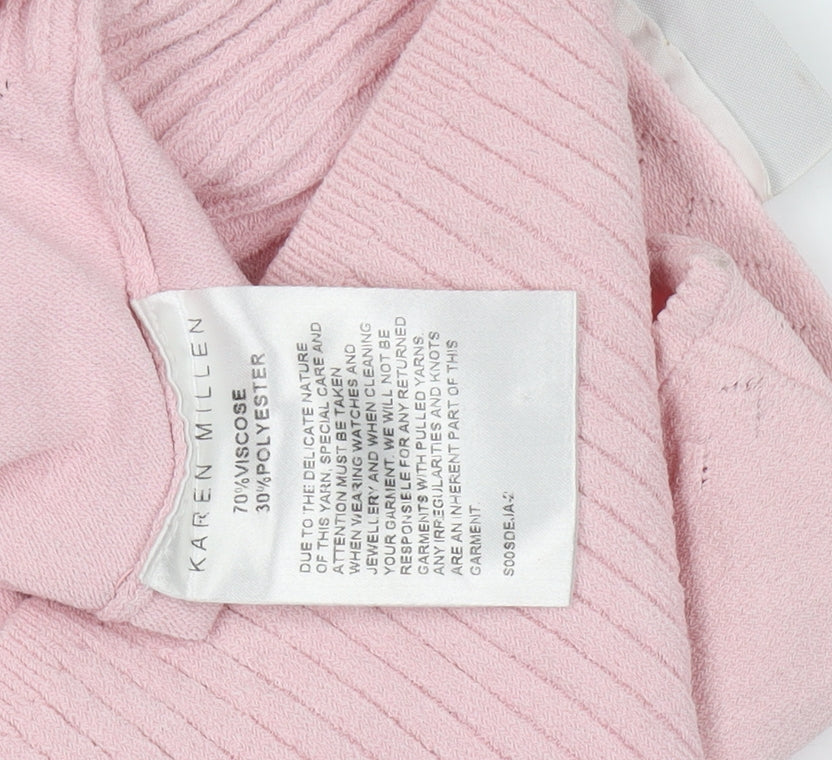 KAREN MILLEN
70% VISCOSE
30% POLYESTER
DUE TO THE DELICATE NATURE
OF THIS YARN, SPECIAL CARE AND
ATTENTION MUST BE TAKEN
WHEN WEARING WATCHES AND
JEWELLERY AND WHEN CLEANING
YOUR GARMENT. WE WILL NOT BE
RESPONSIBLE FOR ANY RETURNED
GARMENTS WITH PULLED YARNS.
ANY IRREGULARITIES AND KNOTS
ARE AN INHERENT PART OF THIS
GARMENT.